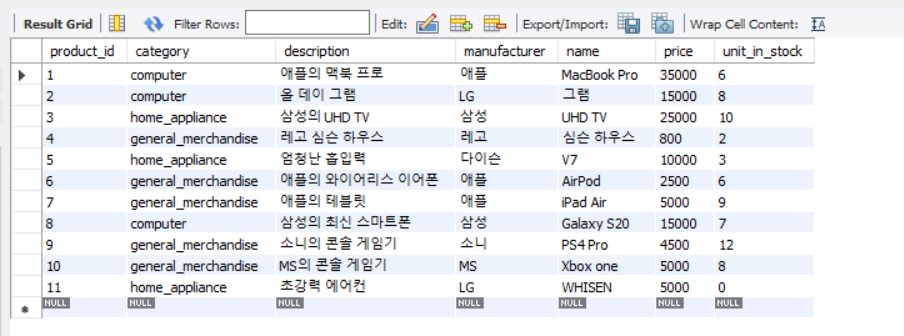 Result Grid Filter Rows: Edit: Export/Import: Wrap Cell Content: IA
product_id category description manufacturer name price unit_in_stock
1 computer 애플의 맥북 프로 애플 MacBook Pro 35000 6
2 computer 올 데이 그램 LG 그램 15000 8
3 home_appliance 삼성의 UHD TV 삼성 UHD TV 25000 10
4 general_merchandise 레고 심슨 하우스 레고 심슨 하우스 800 2
5 home_appliance 엄청난 흡입력 다이슨 V7 10000 3
6 general_merchandise 애플의 와이어리스 이어폰 애플 AirPod 2500 6
7 general_merchandise 애플의 테블릿 애플 iPad Air 5000 9
8 computer 삼성의 최신 스마트폰 삼성 Galaxy S20 15000 7
9 general_merchandise 소니의 콘솔 게임기 소니 PS4 Pro 4500 12
10 general_merchandise MS의 콘솔 게임기 MS Xbox one 5000 8
11 home_appliance 초강력 에어컨 LG WHISEN 5000 0
NULL NULL NULL NULL NULL NULL NULL